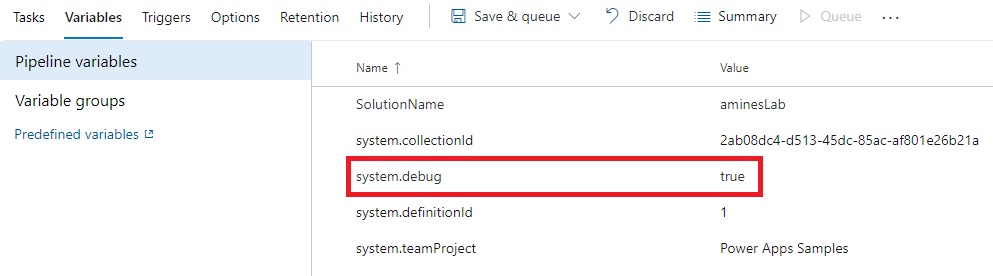 Tasks Variables Triggers Options Retention History Save & queue Discard Summary Queue ...
Pipeline variables
Variable groups
Predefined variables
Name ↑ Value
SolutionName aminesLab
system.collectionId 2ab08dc4-d513-45dc-85ac-af801e26b21a
system.debug true
system.definitionId 1
system.teamProject Power Apps Samples